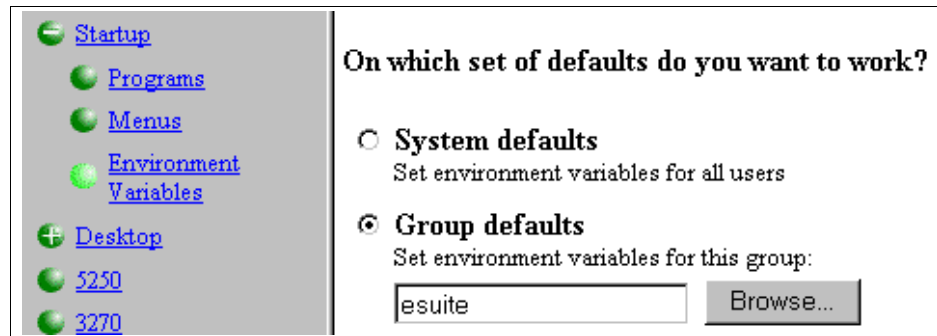 Startup
Programs
Menus
Environment
Variables
Desktop
5250
3270
On which set of defaults do you want to work?
System defaults
Set environment variables for all users
Group defaults
Set environment variables for this group:
esuite
Browse...